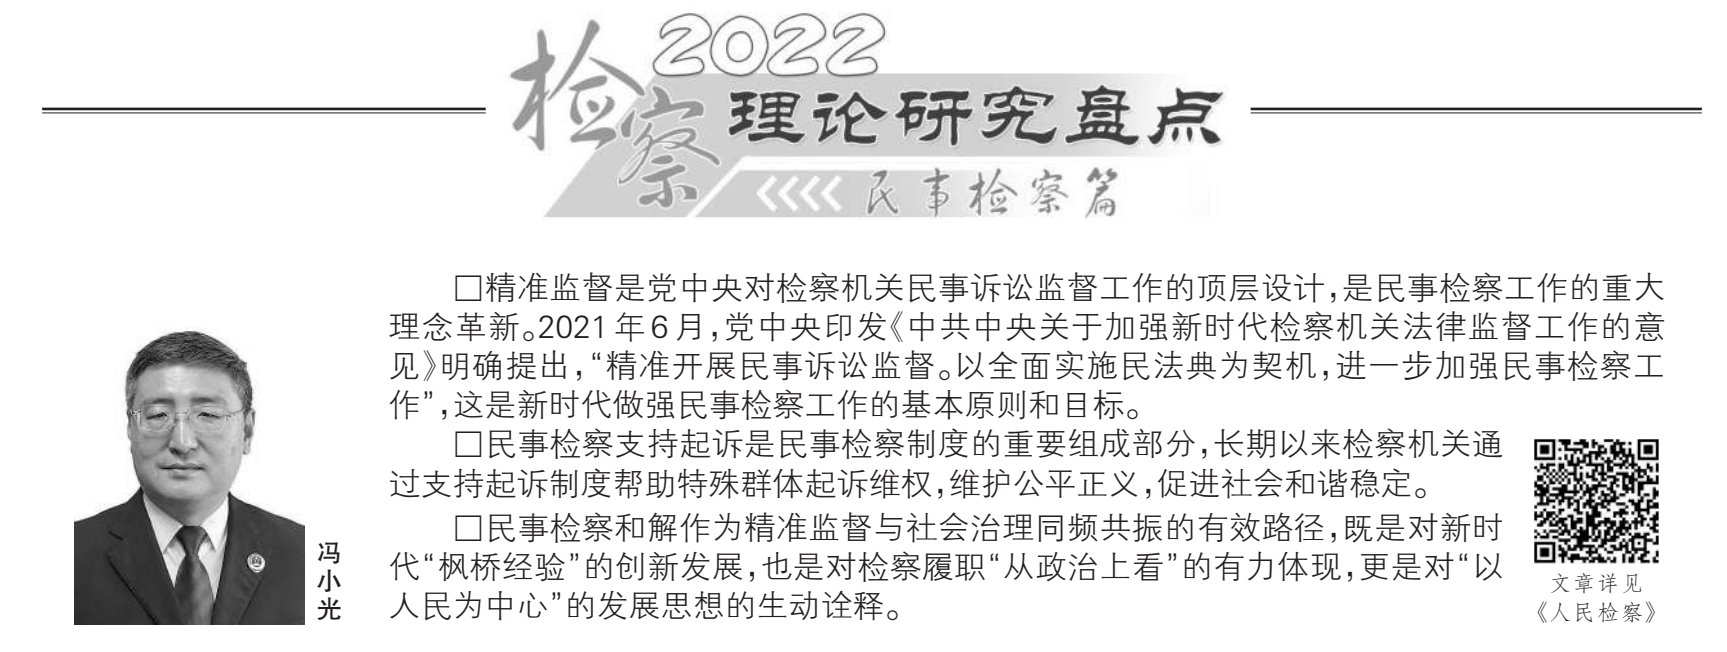 2022
检察
理论研究盘点
民事检察篇
□精准监督是党中央对检察机关民事诉讼监督工作的顶层设计，是民事检察工作的重大
理念革新。2021年6月，党中央印发《中共中央关于加强新时代检察机关法律监督工作的意
见》明确提出，“精准开展民事诉讼监督。以全面实施民法典为契机，进一步加强民事检察工
作”，这是新时代做强民事检察工作的基本原则和目标。
□民事检察支持起诉是民事检察制度的重要组成部分，长期以来检察机关通
过支持起诉制度帮助特殊群体起诉维权，维护公平正义，促进社会和谐稳定。
□民事检察和解作为精准监督与社会治理同频共振的有效路径，既是对新时
代“枫桥经验”的创新发展，也是对检察履职“从政治上看”的有力体现，更是对“以
人民为中心”的发展思想的生动诠释。
冯小光
文章详见
《人民检察》